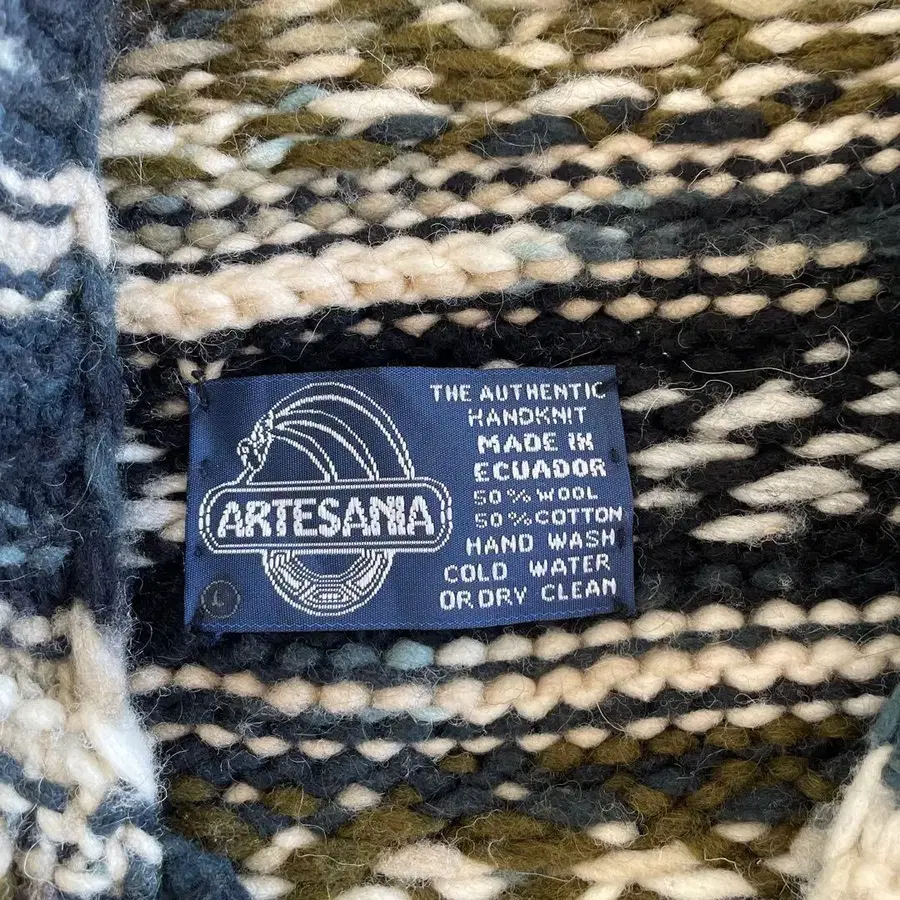 ARTESANIA
L
THE AUTHENTIC
HANDKNIT
MADE IN
ECUADOR
50% WOOL
50% COTTON
HAND WASH
COLD WATER
OR DRY CLEAN